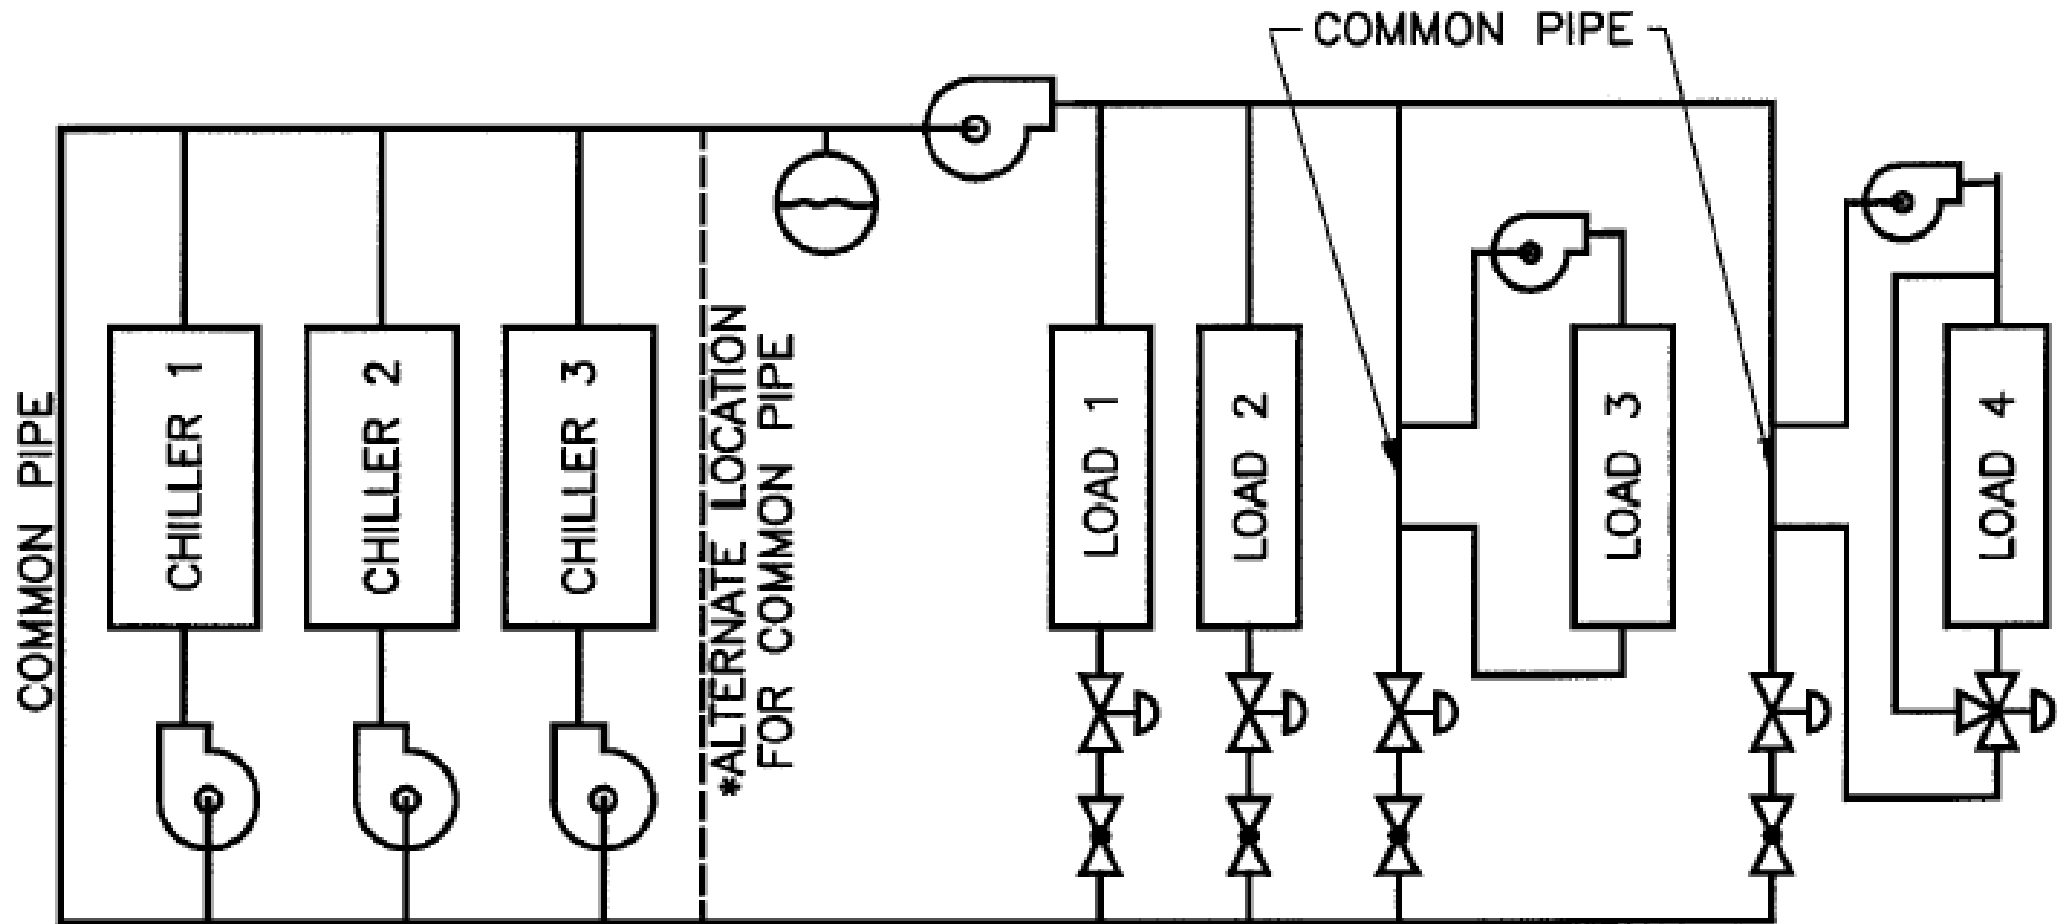 COMMON PIPE
COMMON PIPE
CHILLER 1
CHILLER 2
CHILLER 3
*ALTERNATE LOCATION
FOR COMMON PIPE
LOAD 1
LOAD 2
LOAD 3
LOAD 4